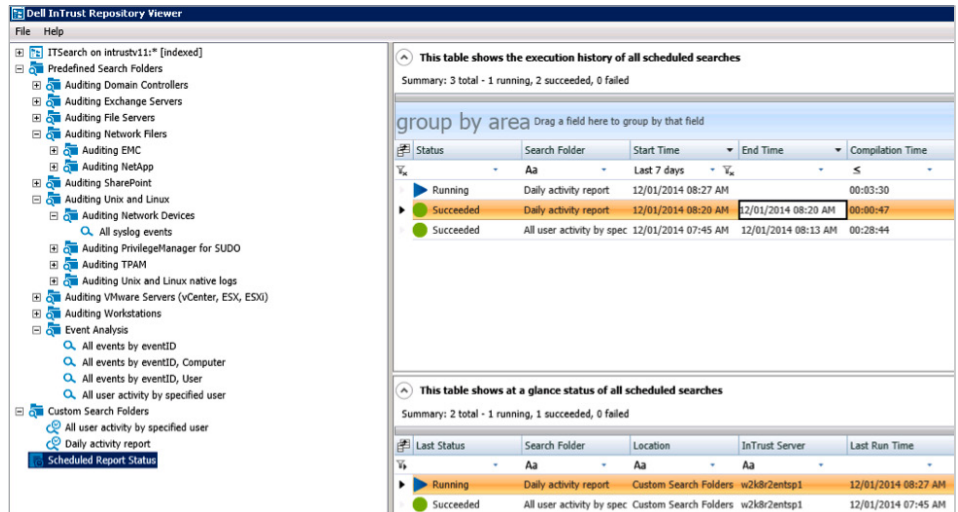 Dell InTrust Repository Viewer
File Help
ITSearch on intrustv11:* [indexed]
Predefined Search Folders
Auditing Domain Controllers
Auditing Exchange Servers
Auditing File Servers
Auditing Network Filers
Auditing EMC
Auditing NetApp
Auditing SharePoint
Auditing Unix and Linux
Auditing Network Devices
All syslog events
Auditing PrivilegeManager for SUDO
Auditing TPAM
Auditing Unix and Linux native logs
Auditing VMware Servers (vCenter, ESX, ESXi)
Auditing Workstations
Event Analysis
All events by eventID
All events by eventID, Computer
All events by eventID, User
All user activity by specified user
Custom Search Folders
All user activity by specified user
Daily activity report
Scheduled Report Status
This table shows the execution history of all scheduled searches
Summary: 3 total - 1 running, 2 succeeded, 0 failed
group by area Drag a field here to group by that field
Status Search Folder Start Time End Time Compilation Time
Aa Last 7 days ≤
Running Daily activity report 12/01/2014 08:27 AM 00:03:30
Succeeded Daily activity report 12/01/2014 08:20 AM 12/01/2014 08:20 AM 00:00:47
Succeeded All user activity by spec 12/01/2014 07:45 AM 12/01/2014 08:13 AM 00:28:44
This table shows at a glance status of all scheduled searches
Summary: 2 total - 1 running, 1 succeeded, 0 failed
Last Status Search Folder Location InTrust Server Last Run Time
Aa Aa Aa
Running Daily activity report Custom Search Folders w2k8r2entsp1 12/01/2014 08:27 AM
Succeeded All user activity by spec Custom Search Folders w2k8r2entsp1 12/01/2014 07:45 AM